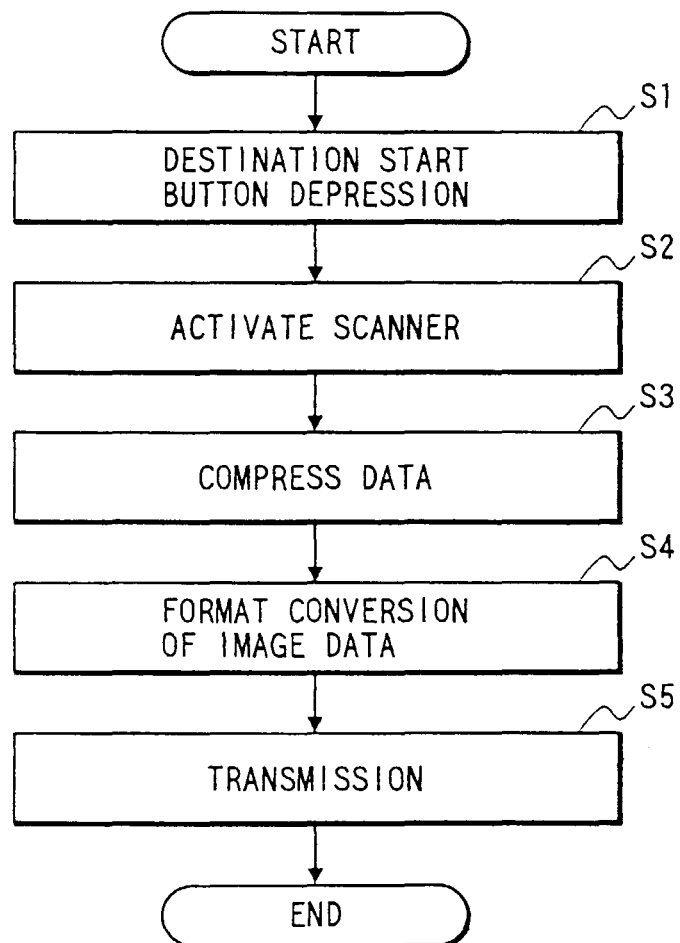 START
S1
DESTINATION START
BUTTON DEPRESSION
S2
ACTIVATE SCANNER
S3
COMPRESS DATA
S4
FORMAT CONVERSION
OF IMAGE DATA
S5
TRANSMISSION
END